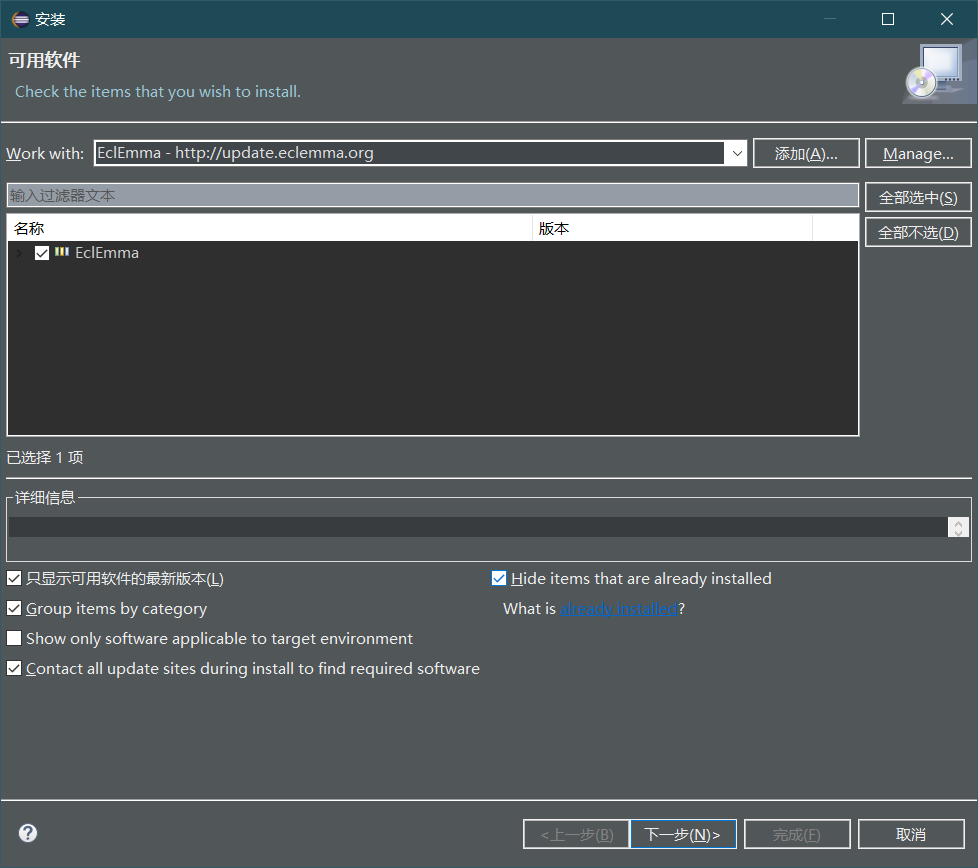 安装
可用软件
Check the items that you wish to install.
Work with: EclEmma - http://update.eclemma.org 添加(A)... Manage...
输入过滤器文本 全部选中(S)
名称 版本 全部不选(D)
EclEmma
已选择 1 项
详细信息
只显示可用软件的最新版本(L) Hide items that are already installed
Group items by category What is already installed?
Show only software applicable to target environment
Contact all update sites during install to find required software
? <上一步(B) 下一步(N)> 完成(F) 取消